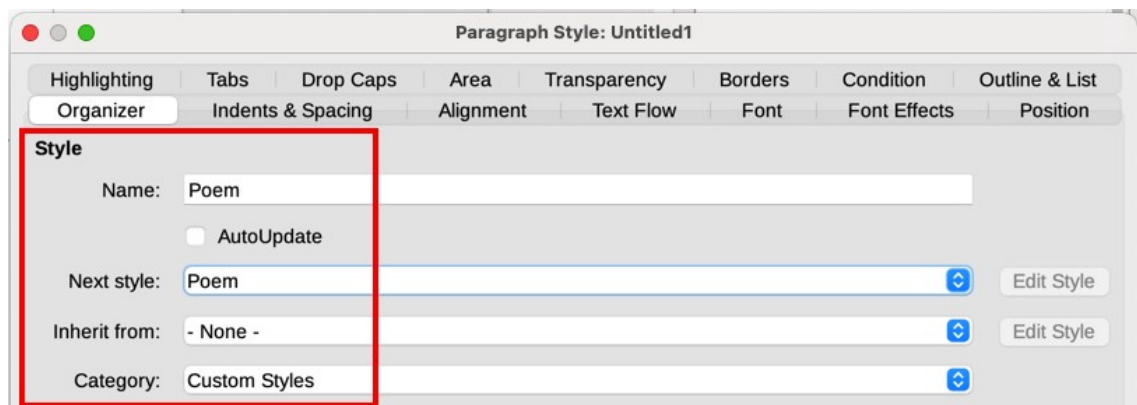 Paragraph Style: Untitled1
Highlighting Tabs Drop Caps Area Transparency Borders Condition Outline & List
Organizer Indents & Spacing Alignment Text Flow Font Font Effects Position
Style
Name: Poem
AutoUpdate
Next style: Poem Edit Style
Inherit from: - None - Edit Style
Category: Custom Styles